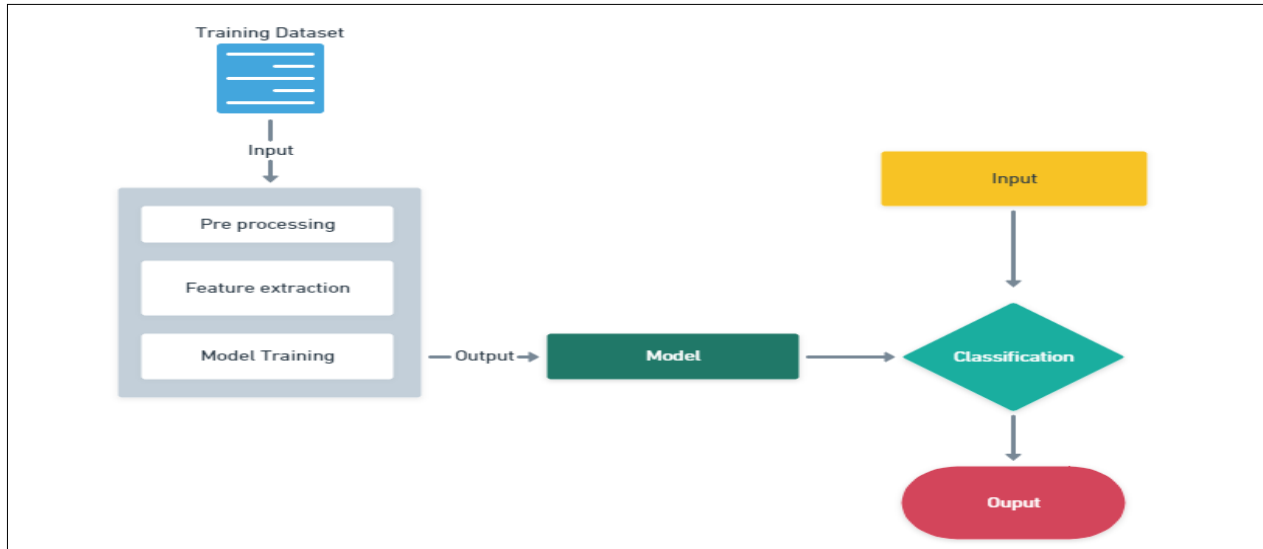 Training Dataset
Input
Pre processing
Feature extraction
Model Training
Output
Model
Input
Classification
Ouput